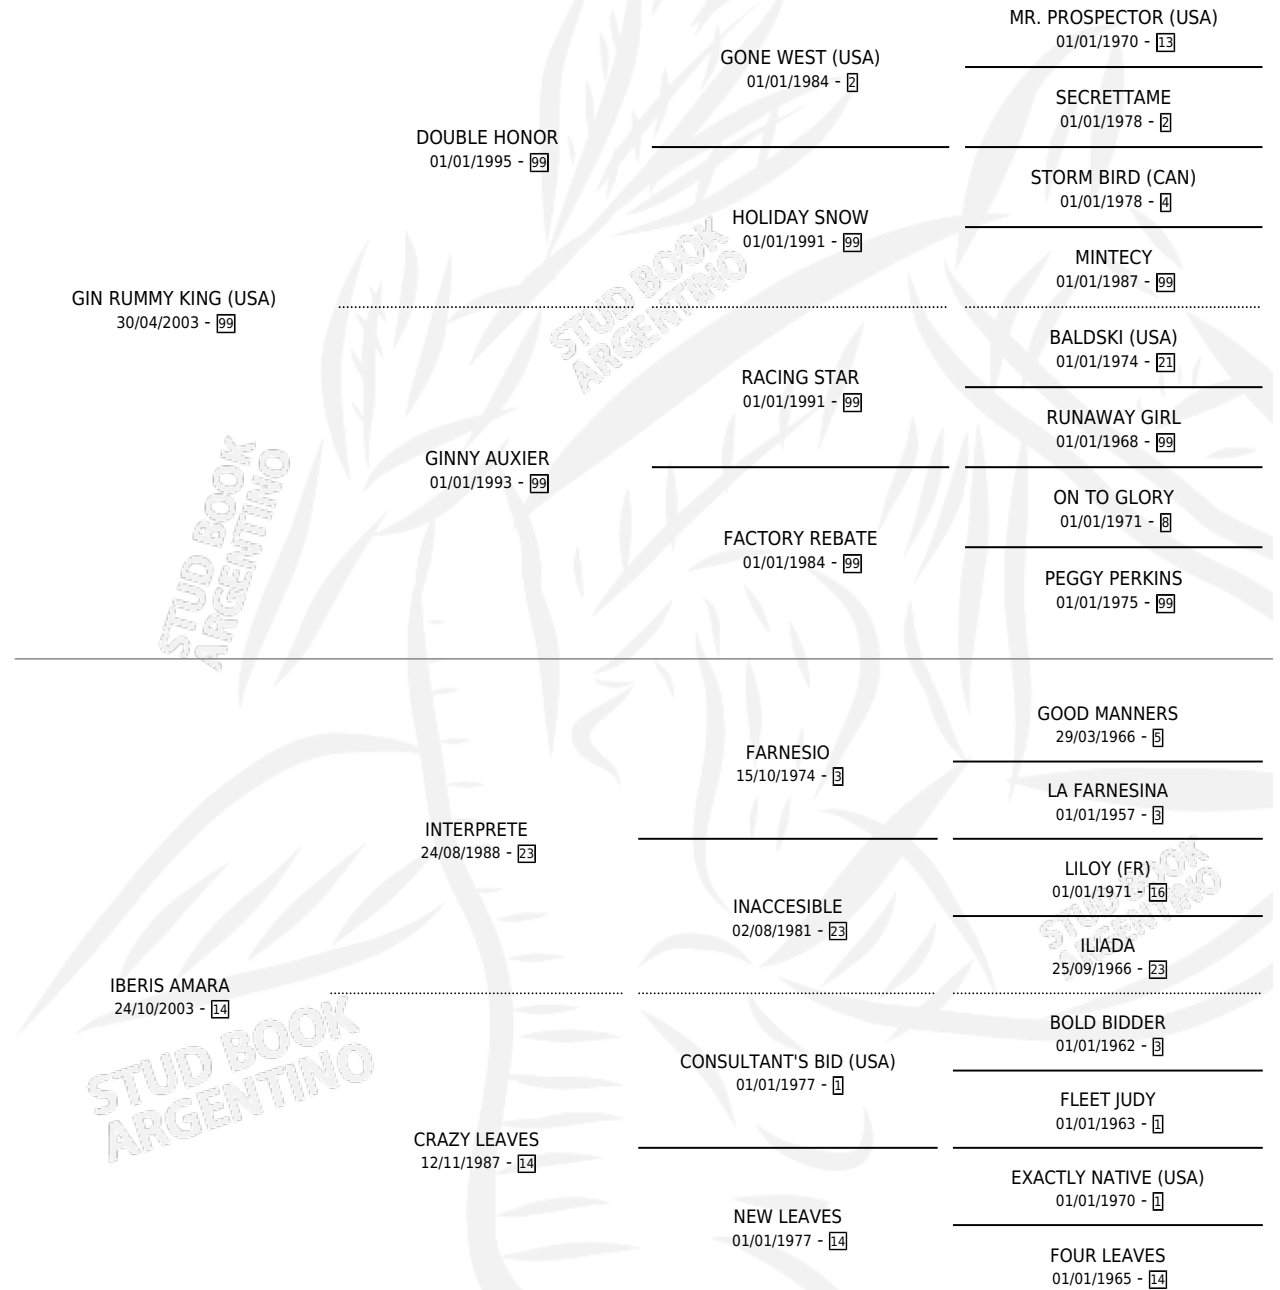 MR. PROSPECTOR (USA)
01/01/1970 - 13
GONE WEST (USA)
01/01/1984 - 2
SECRETTAME
01/01/1978 - 2
DOUBLE HONOR
01/01/1995 - 99
STORM BIRD (CAN)
01/01/1978 - 4
HOLIDAY SNOW
01/01/1991 - 99
MINTECY
01/01/1987 - 99
GIN RUMMY KING (USA)
30/04/2003 - 99
STUD BOOK
ARGENTINO
BALDSKI (USA)
01/01/1974 - 21
RACING STAR
01/01/1991 - 99
RUNAWAY GIRL
01/01/1968 - 99
GINNY AUXIER
01/01/1993 - 99
ON TO GLORY
01/01/1971 - 8
FACTORY REBATE
01/01/1984 - 99
PEGGY PERKINS
01/01/1975 - 99
STUD BOOK
ARGENTINO
GOOD MANNERS
29/03/1966 - 5
FARNESIO
15/10/1974 - 3
LA FARNESINA
01/01/1957 - 3
INTERPRETE
24/08/1988 - 23
LILOY (FR)
01/01/1971 - 16
INACCESIBLE
02/08/1981 - 23
STUD BOOK
ARGENTINO
ILIADA
25/09/1966 - 23
IBERIS AMARA
24/10/2003 - 14
STUD BOOK
ARGENTINO
BOLD BIDDER
01/01/1962 - 3
CONSULTANT'S BID (USA)
01/01/1977 - 1
FLEET JUDY
01/01/1963 - 1
CRAZY LEAVES
12/11/1987 - 14
EXACTLY NATIVE (USA)
01/01/1970 - 1
NEW LEAVES
01/01/1977 - 14
FOUR LEAVES
01/01/1965 - 14